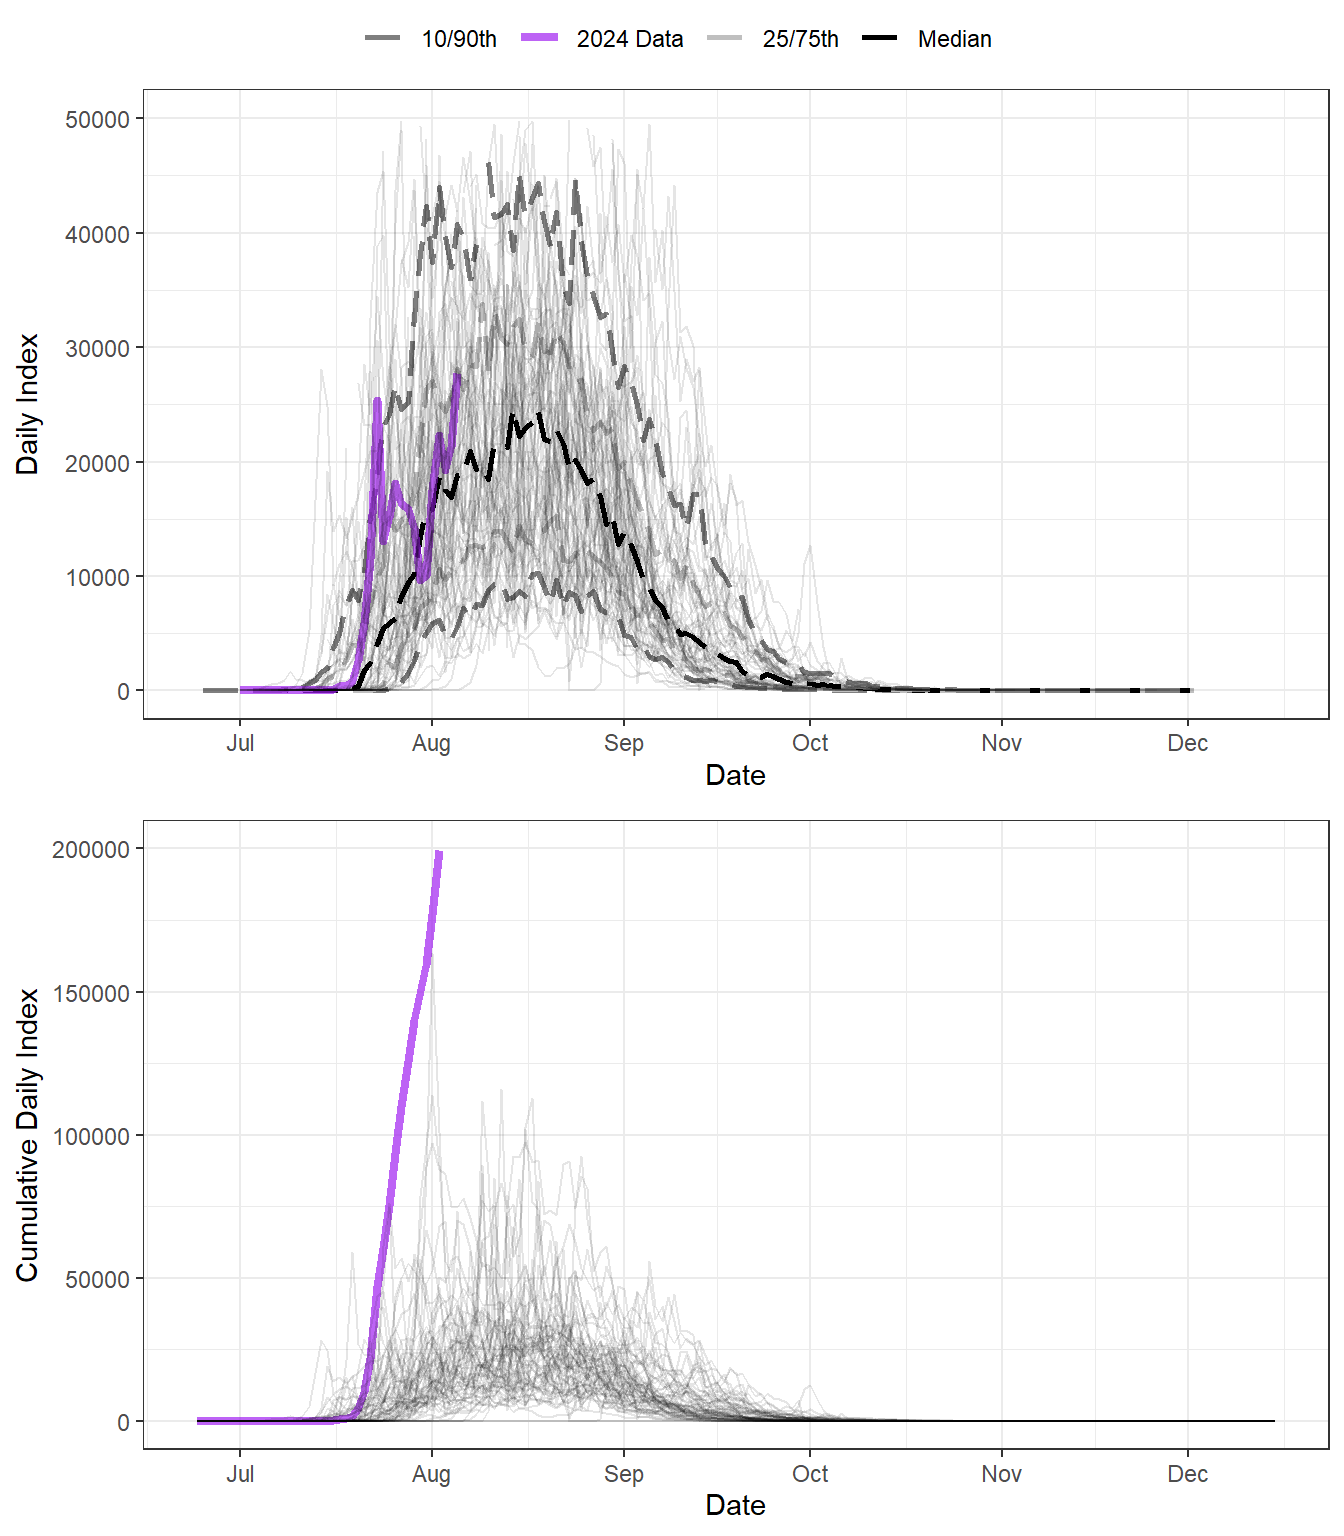 10/90th 2024 Data 25/75th Median
50000
40000
30000
20000
10000
0
Daily Index
Jul Aug Sep Oct Nov Dec
Date
200000
150000
100000
50000
0
Cumulative Daily Index
Jul Aug Sep Oct Nov Dec
Date